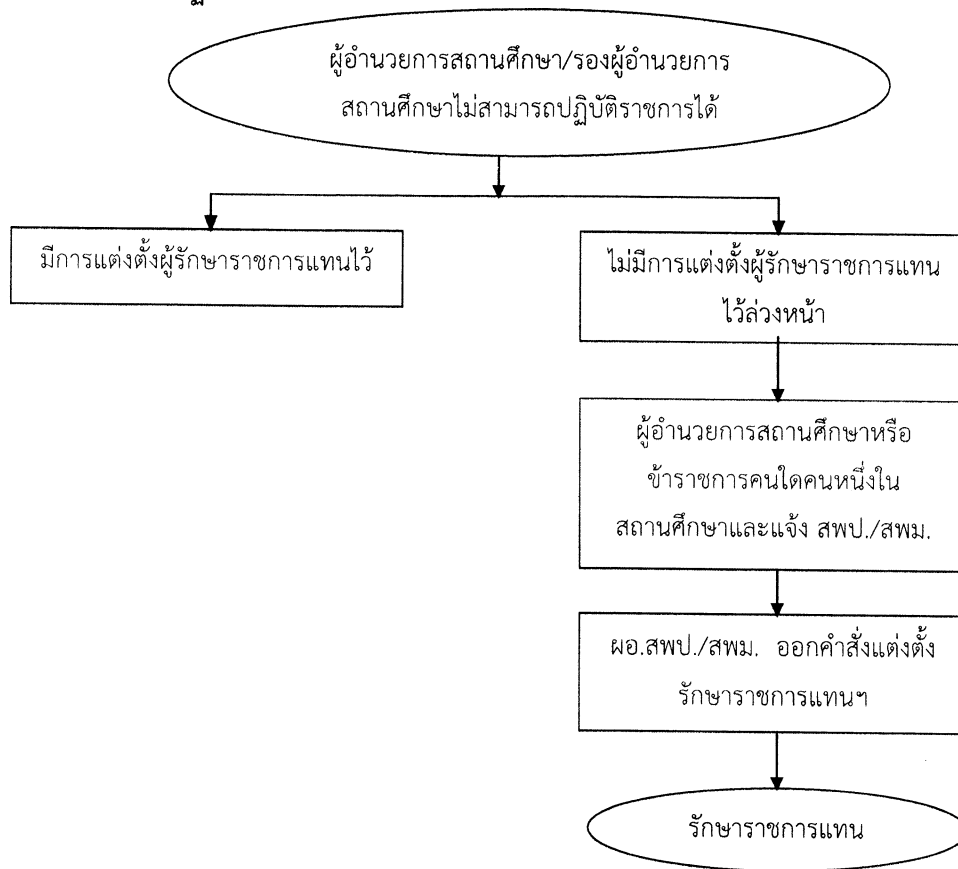 ผู้อำนวยการสถานศึกษา/รองผู้อำนวยการ
สถานศึกษาไม่สามารถปฏิบัติราชการได้
มีการแต่งตั้งผู้รักษาราชการแทนไว้
ไม่มีการแต่งตั้งผู้รักษาราชการแทน
ไว้ล่วงหน้า
ผู้อำนวยการสถานศึกษาหรือ
ข้าราชการคนใดคนหนึ่งใน
สถานศึกษาและแจ้ง สพป./สพม.
ผอ.สพป./สพม. ออกคำสั่งแต่งตั้ง
รักษาราชการแทนฯ
รักษาราชการแทน